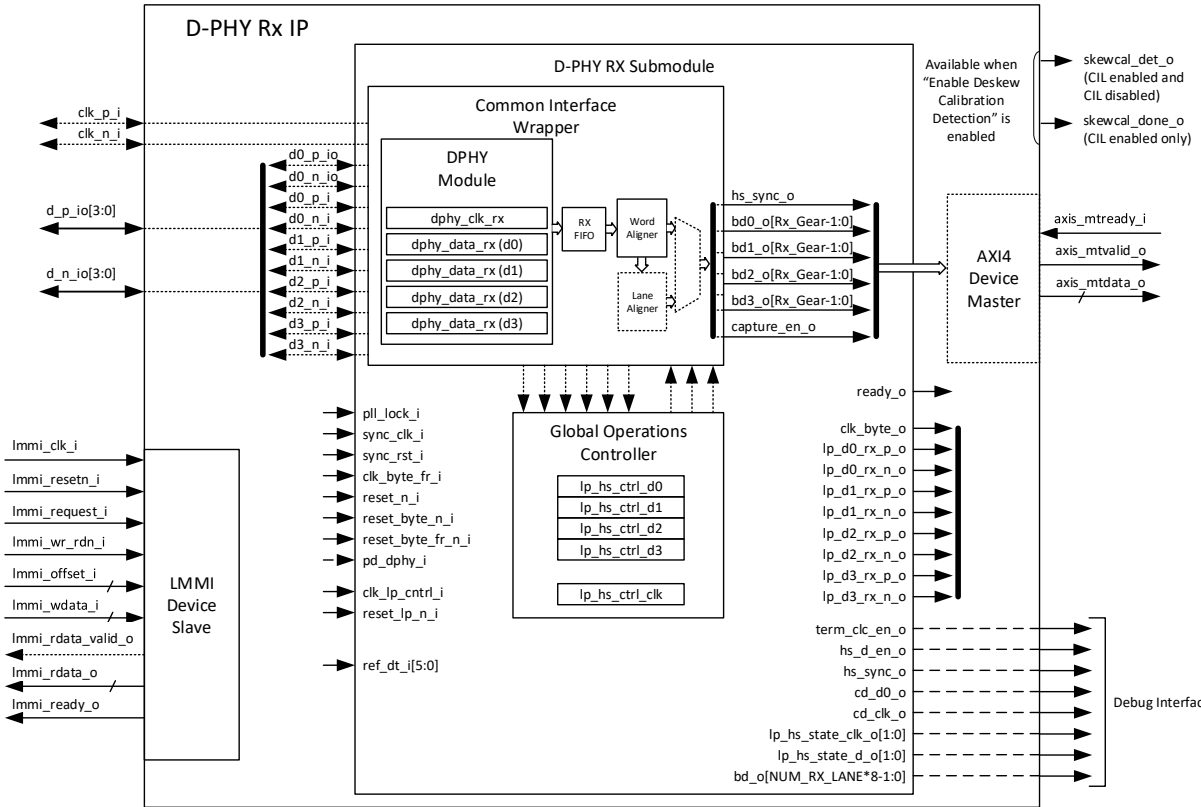 D-PHY Rx IP
D-PHY RX Submodule
Common Interface
Wrapper
DPHY
Module
dphy_clk_rx
dphy_data_rx (d0)
dphy_data_rx (d1)
dphy_data_rx (d2)
dphy_data_rx (d3)
RX
FIFO
Word
Aligner
Lane
Aligner
clk_p_i
clk_n_i
d_p_io[3:0]
d_n_io[3:0]
d0_p_io
d0_n_io
d0_p_i
d0_n_i
d1_p_i
d1_n_i
d2_p_i
d2_n_i
d3_p_i
d3_n_i
hs_sync_o
bd0_o[Rx_Gear-1:0]
bd1_o[Rx_Gear-1:0]
bd2_o[Rx_Gear-1:0]
bd3_o[Rx_Gear-1:0]
capture_en_o
Available when
“Enable Deskew
Calibration
Detection” is
enabled
skewcal_det_o
(CIL enabled and
CIL disabled)
skewcal_done_o
(CIL enabled only)
AXI4
Device
Master
axis_mtready_i
axis_mtvalid_o
axis_mtdata_o
lmmi_clk_i
lmmi_resetn_i
lmmi_request_i
lmmi_wr_rdn_i
lmmi_offset_i
lmmi_wdata_i
lmmi_rdata_valid_o
lmmi_rdata_o
lmmi_ready_o
LMMI
Device
Slave
pll_lock_i
sync_clk_i
sync_rst_i
clk_byte_fr_i
reset_n_i
reset_byte_n_i
reset_byte_fr_n_i
pd_dphy_i
clk_lp_cntrl_i
reset_lp_n_i
ref_dt_i[5:0]
Global Operations
Controller
lp_hs_ctrl_d0
lp_hs_ctrl_d1
lp_hs_ctrl_d2
lp_hs_ctrl_d3
lp_hs_ctrl_clk
ready_o
clk_byte_o
lp_d0_rx_p_o
lp_d0_rx_n_o
lp_d1_rx_p_o
lp_d1_rx_n_o
lp_d2_rx_p_o
lp_d2_rx_n_o
lp_d3_rx_p_o
lp_d3_rx_n_o
term_clc_en_o
hs_d_en_o
hs_sync_o
cd_d0_o
cd_clk_o
lp_hs_state_clk_o[1:0]
lp_hs_state_d_o[1:0]
bd_o[NUM_RX_LANE*8-1:0]
Debug Interfac